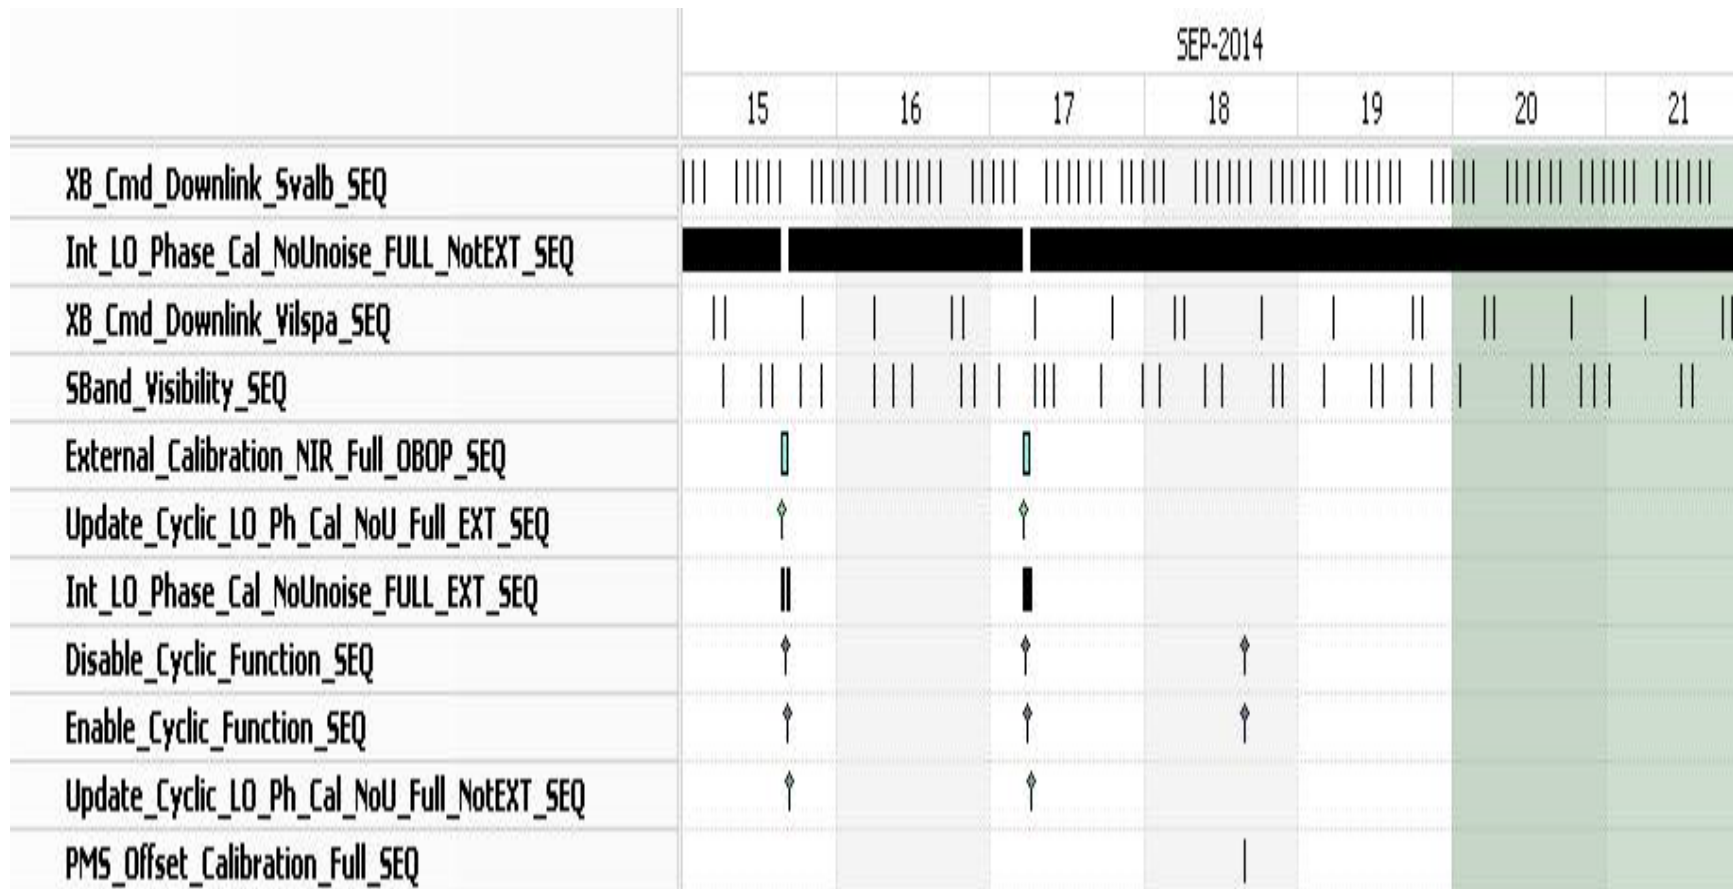 SEP-2014
15 16 17 18 19 20 21
XB_Cmd_Downlink_Svalb_SEQ
Int_LO_Phase_Cal_NoUnoise_FULL_NotEXT_SEQ
XB_Cmd_Downlink_Vilspa_SEQ
SBand_Visibility_SEQ
External_Calibration_NIR_Full_OBOP_SEQ
Update_Cyclic_LO_Ph_Cal_NoU_Full_EXT_SEQ
Int_LO_Phase_Cal_NoUnoise_FULL_EXT_SEQ
Disable_Cyclic_Function_SEQ
Enable_Cyclic_Function_SEQ
Update_Cyclic_LO_Ph_Cal_NoU_Full_NotEXT_SEQ
PMS_Offset_Calibration_Full_SEQ